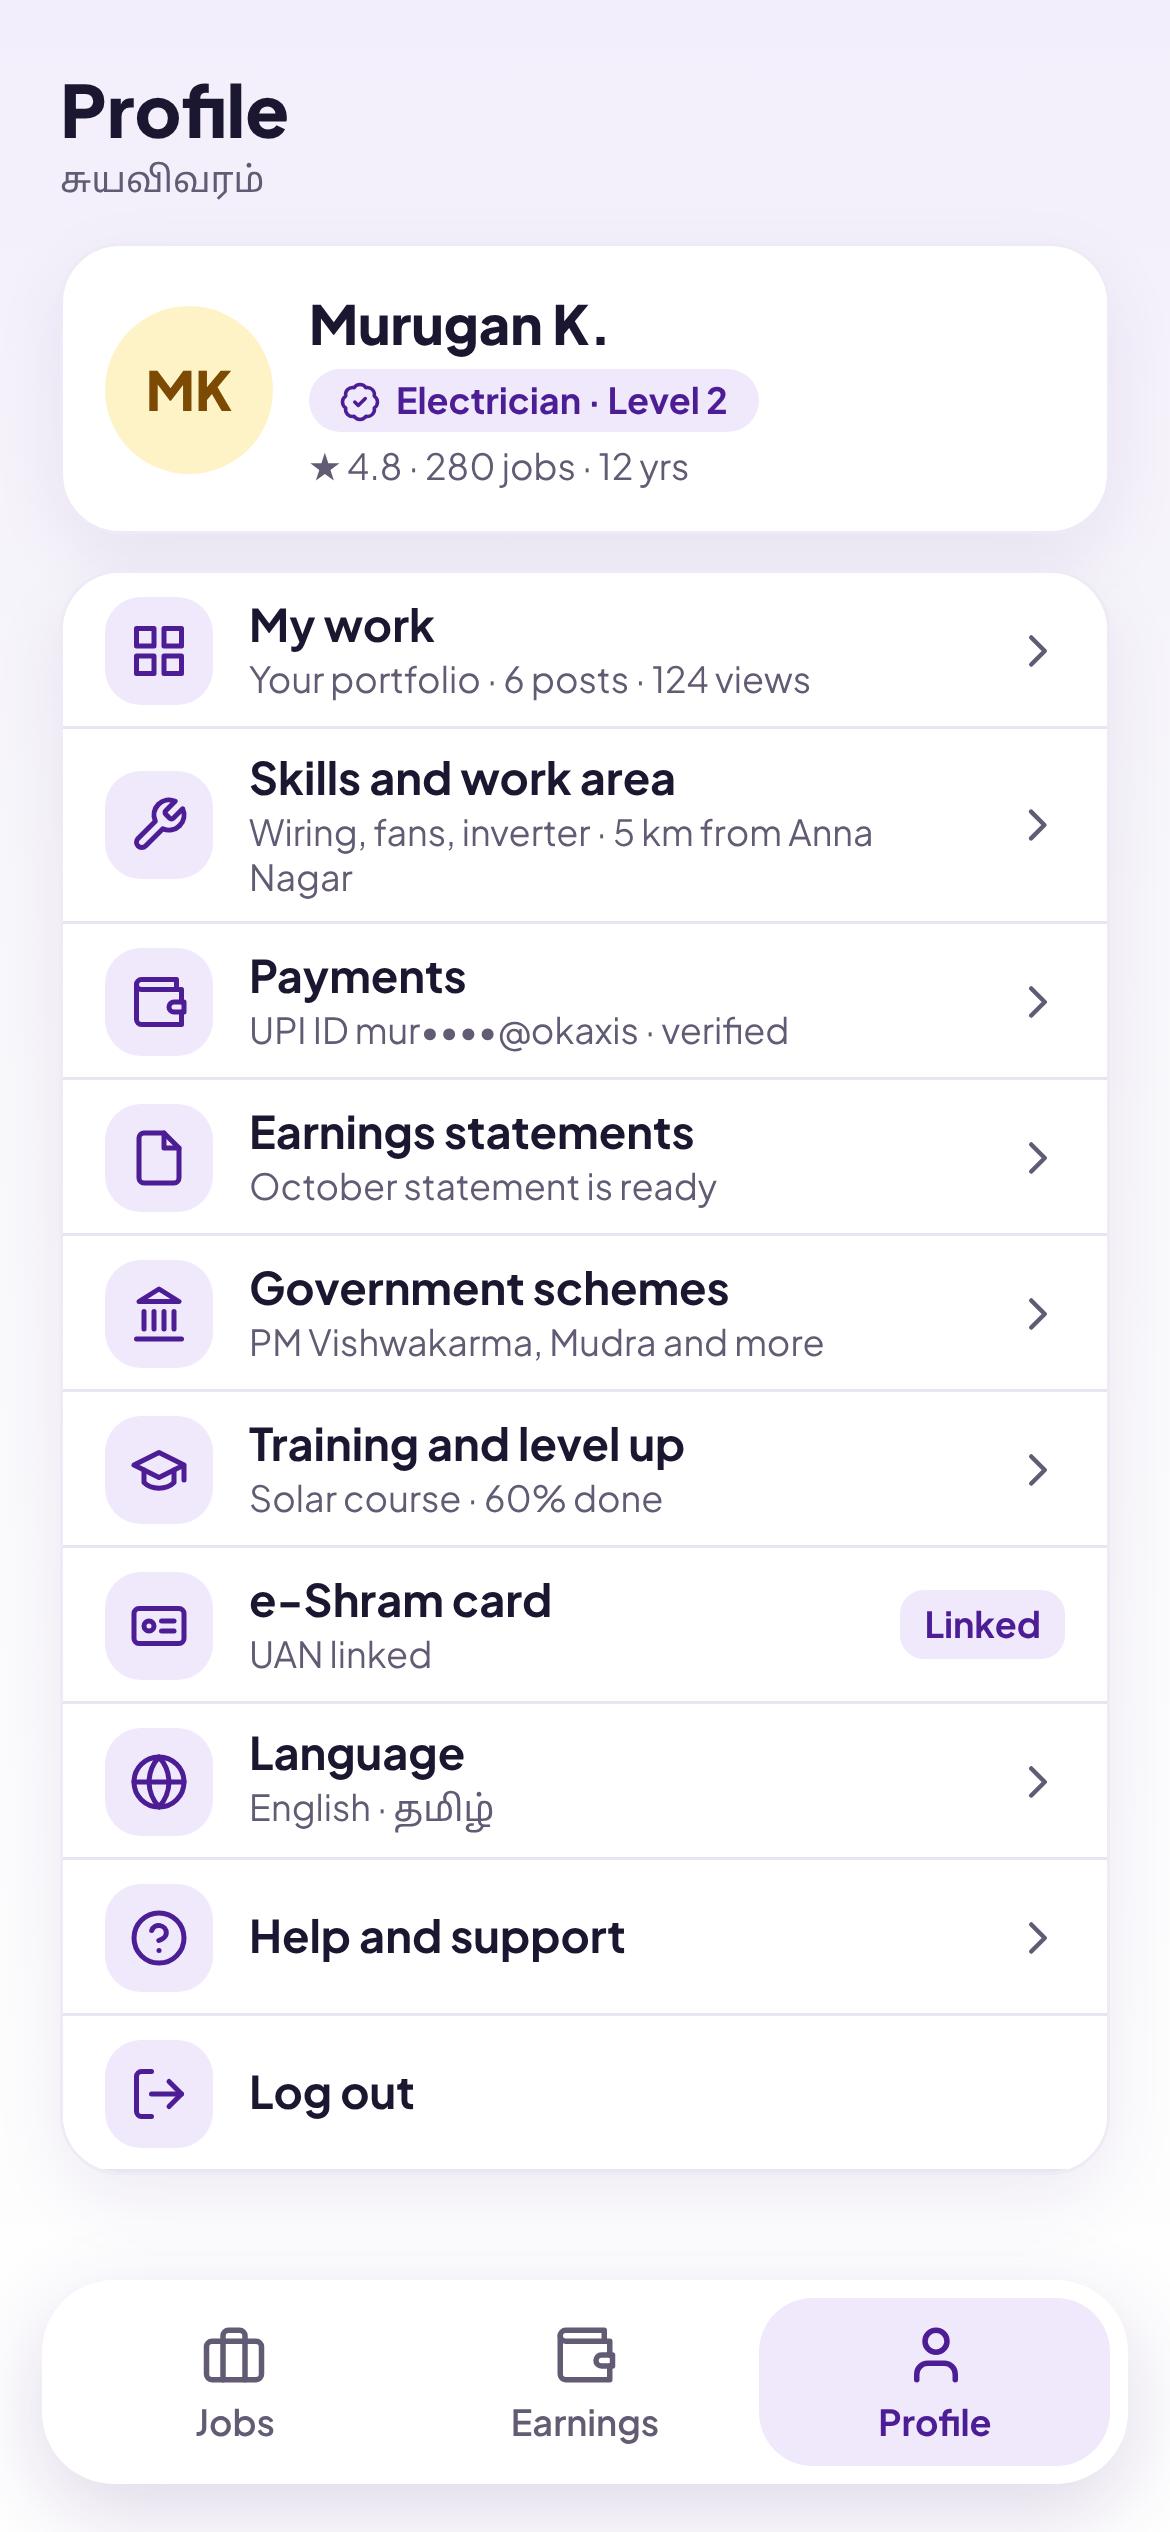 Profile
சுயவிவரம்
MK
Murugan K.
Electrician · Level 2
★ 4.8 · 280 jobs · 12 yrs
My work
Your portfolio · 6 posts · 124 views
Skills and work area
Wiring, fans, inverter · 5 km from Anna
Nagar
Payments
UPI ID mur••••@okaxis · verified
Earnings statements
October statement is ready
Government schemes
PM Vishwakarma, Mudra and more
Training and level up
Solar course · 60% done
e-Shram card
UAN linked
Linked
Language
English · தமிழ்
Help and support
Log out
Jobs
Earnings
Profile